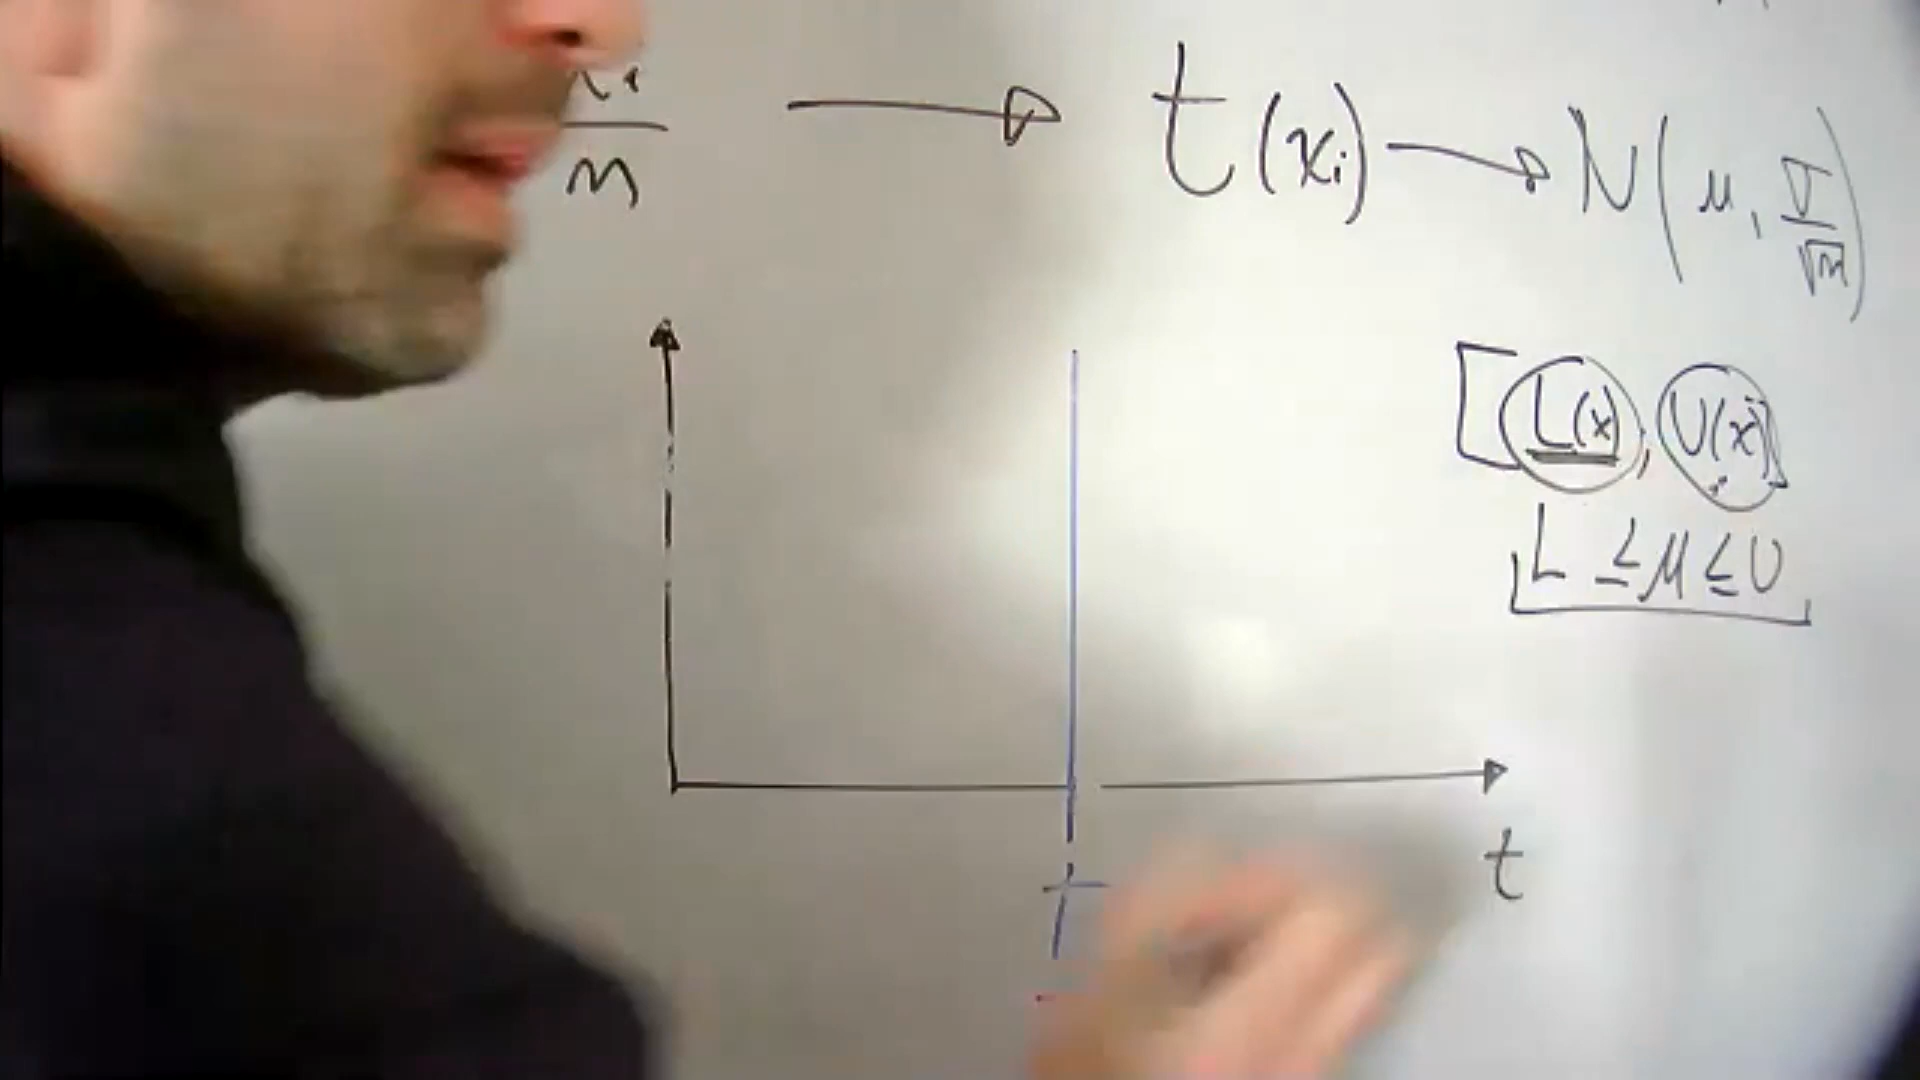 m → t(xi) → N(μ, σ/√m)
[L(x), U(x)]
L ≤ μ ≤ U
t